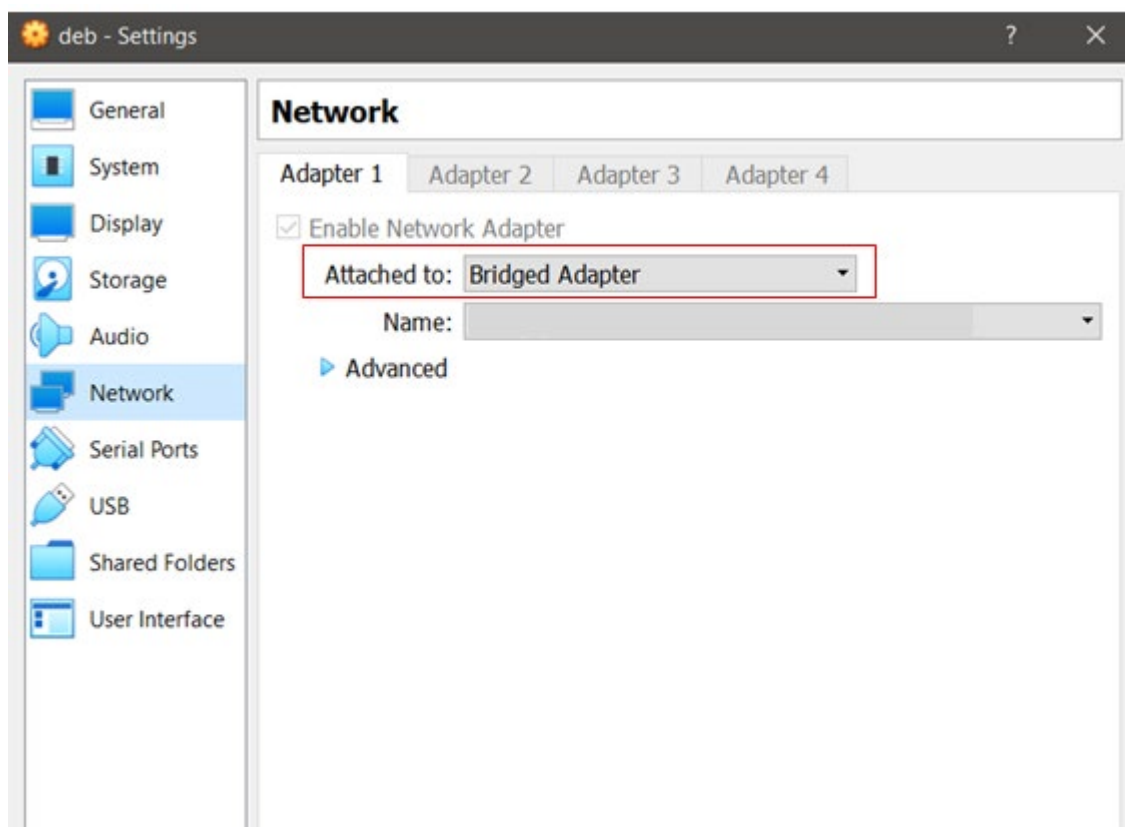 deb - Settings
? ×
General
System
Display
Storage
Audio
Network
Serial Ports
USB
Shared Folders
User Interface
Network
Adapter 1 Adapter 2 Adapter 3 Adapter 4
Enable Network Adapter
Attached to: Bridged Adapter
Name:
Advanced